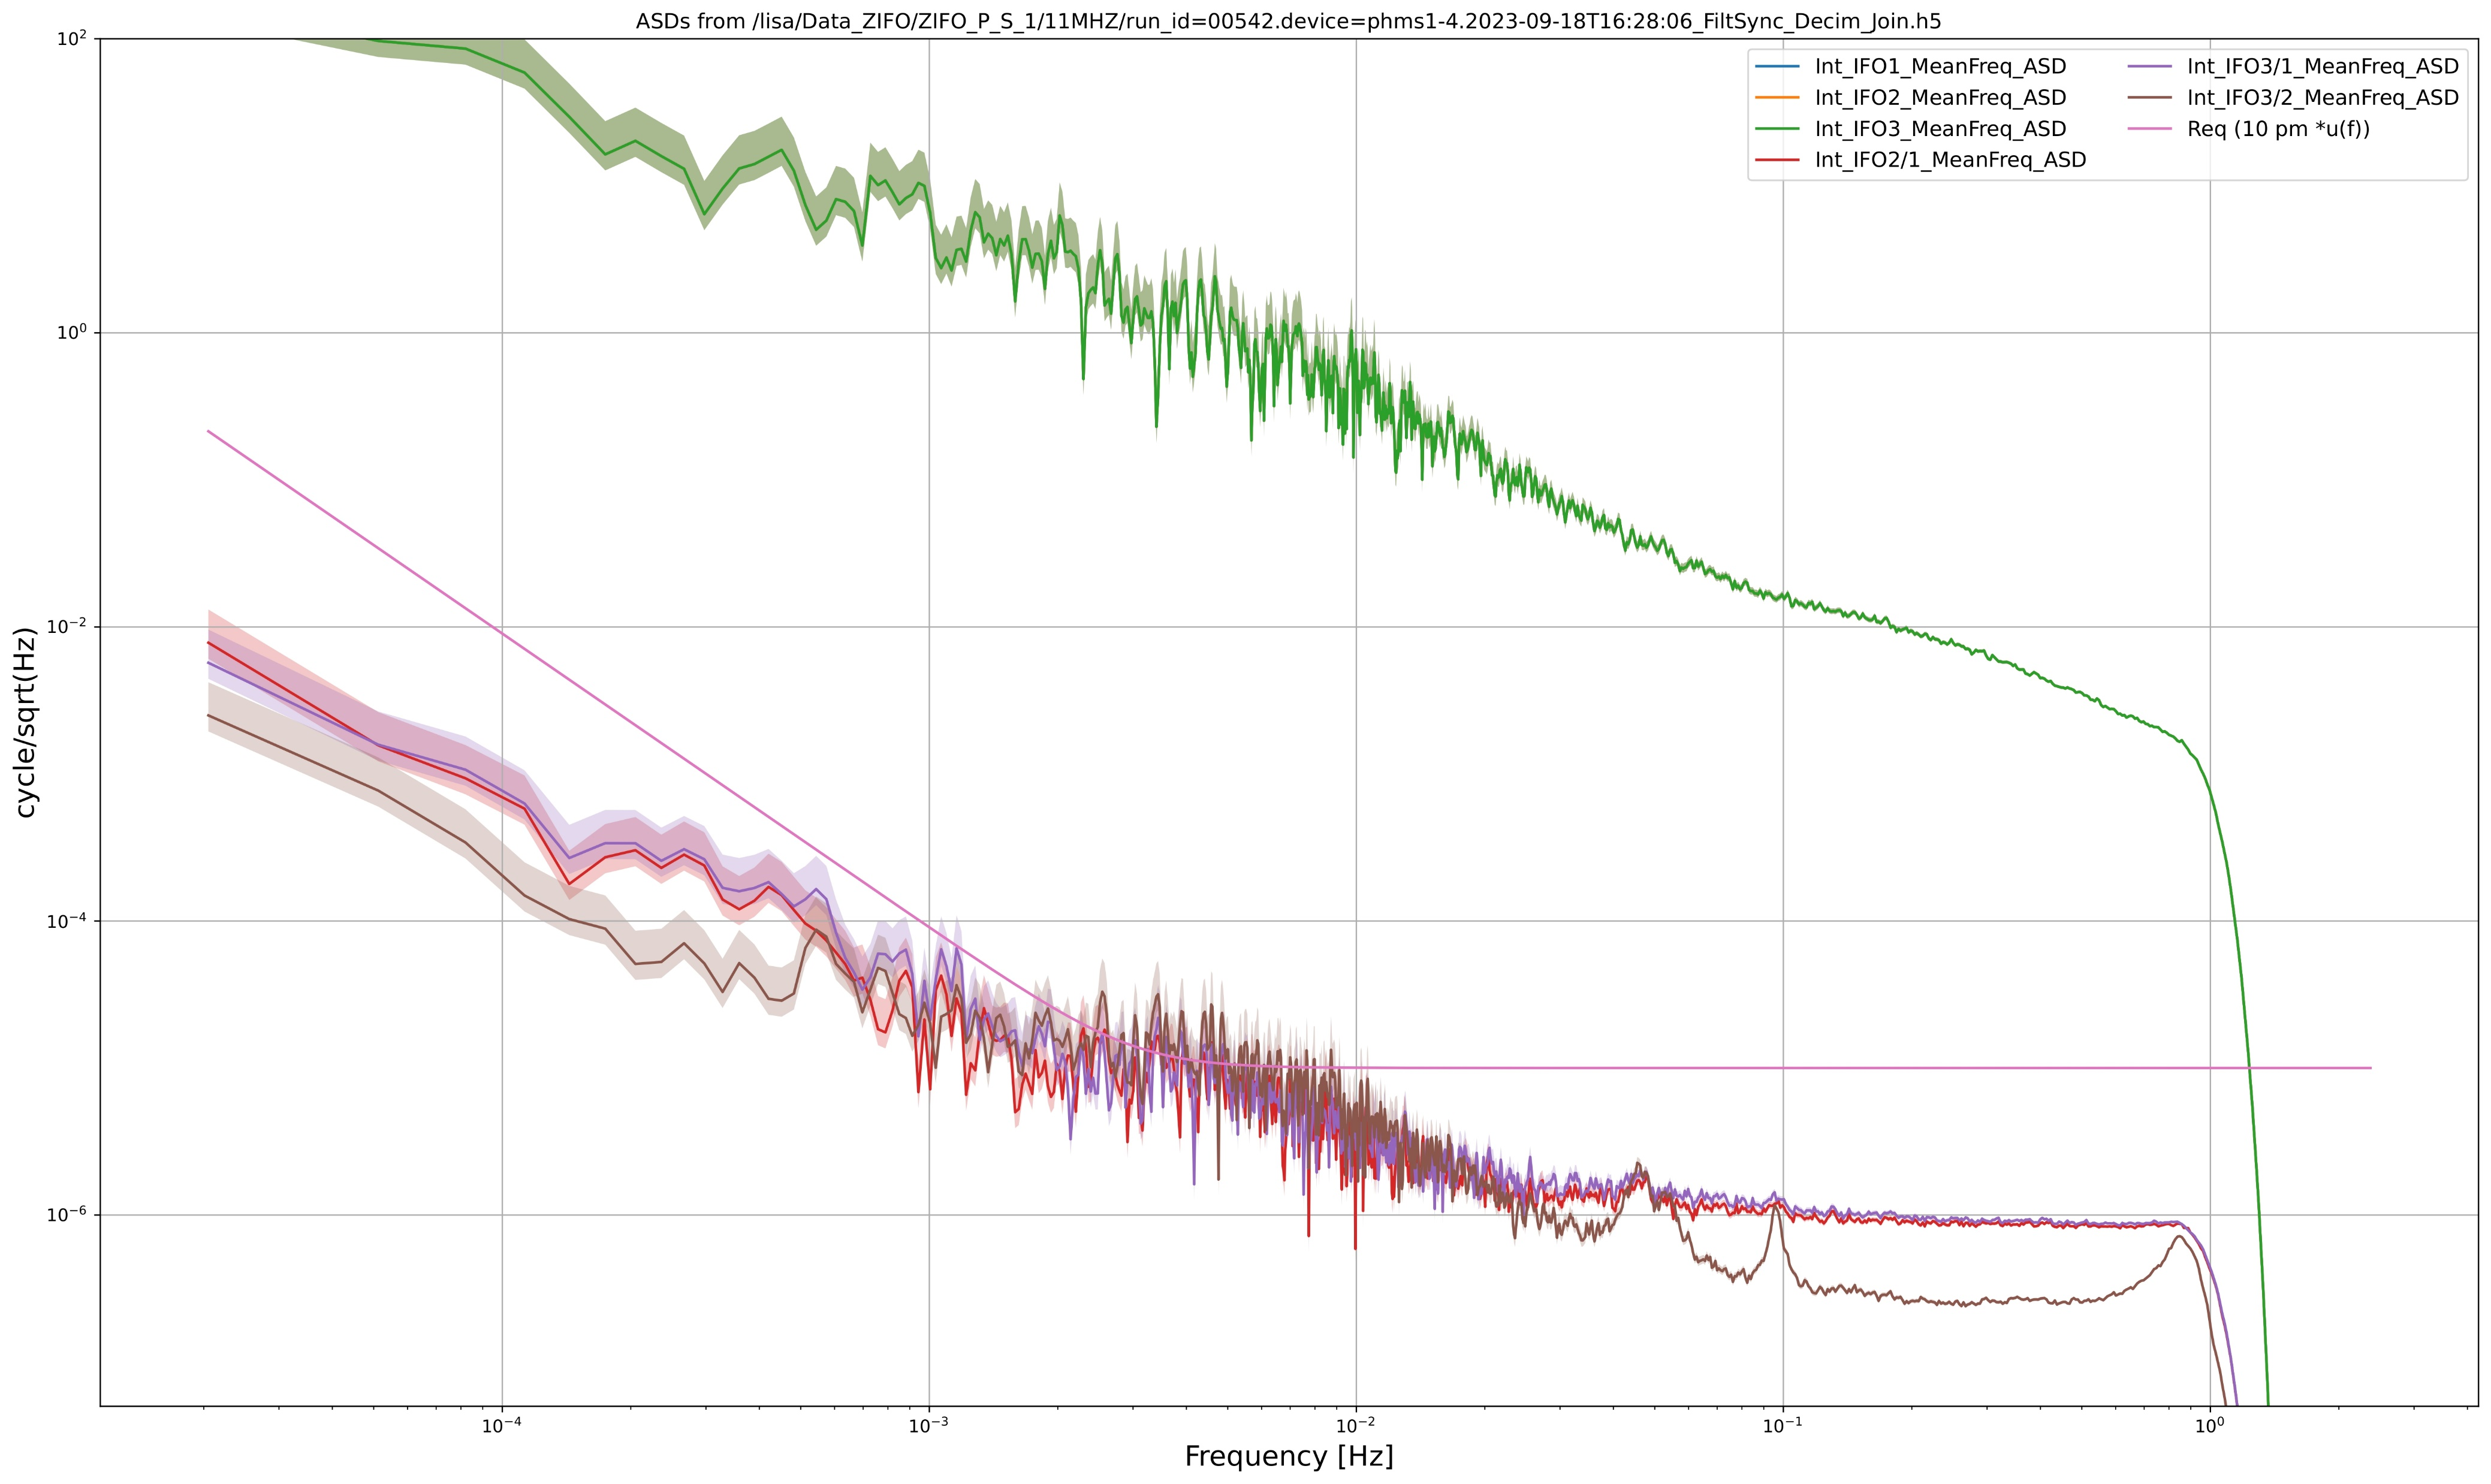 ASDs from /lisa/Data_ZIFO/ZIFO_P_S_1/11MHZ/run_id=00542.device=phms1-4.2023-09-18T16:28:06_FiltSync_Decim_Join.h5
Int_IFO1_MeanFreq_ASD
Int_IFO2_MeanFreq_ASD
Int_IFO3_MeanFreq_ASD
Int_IFO2/1_MeanFreq_ASD
Int_IFO3/1_MeanFreq_ASD
Int_IFO3/2_MeanFreq_ASD
Req (10 pm *u(f))
cycle/sqrt(Hz)
10²
10⁰
10⁻²
10⁻⁴
10⁻⁶
10⁻⁴
10⁻³
10⁻²
10⁻¹
10⁰
Frequency [Hz]